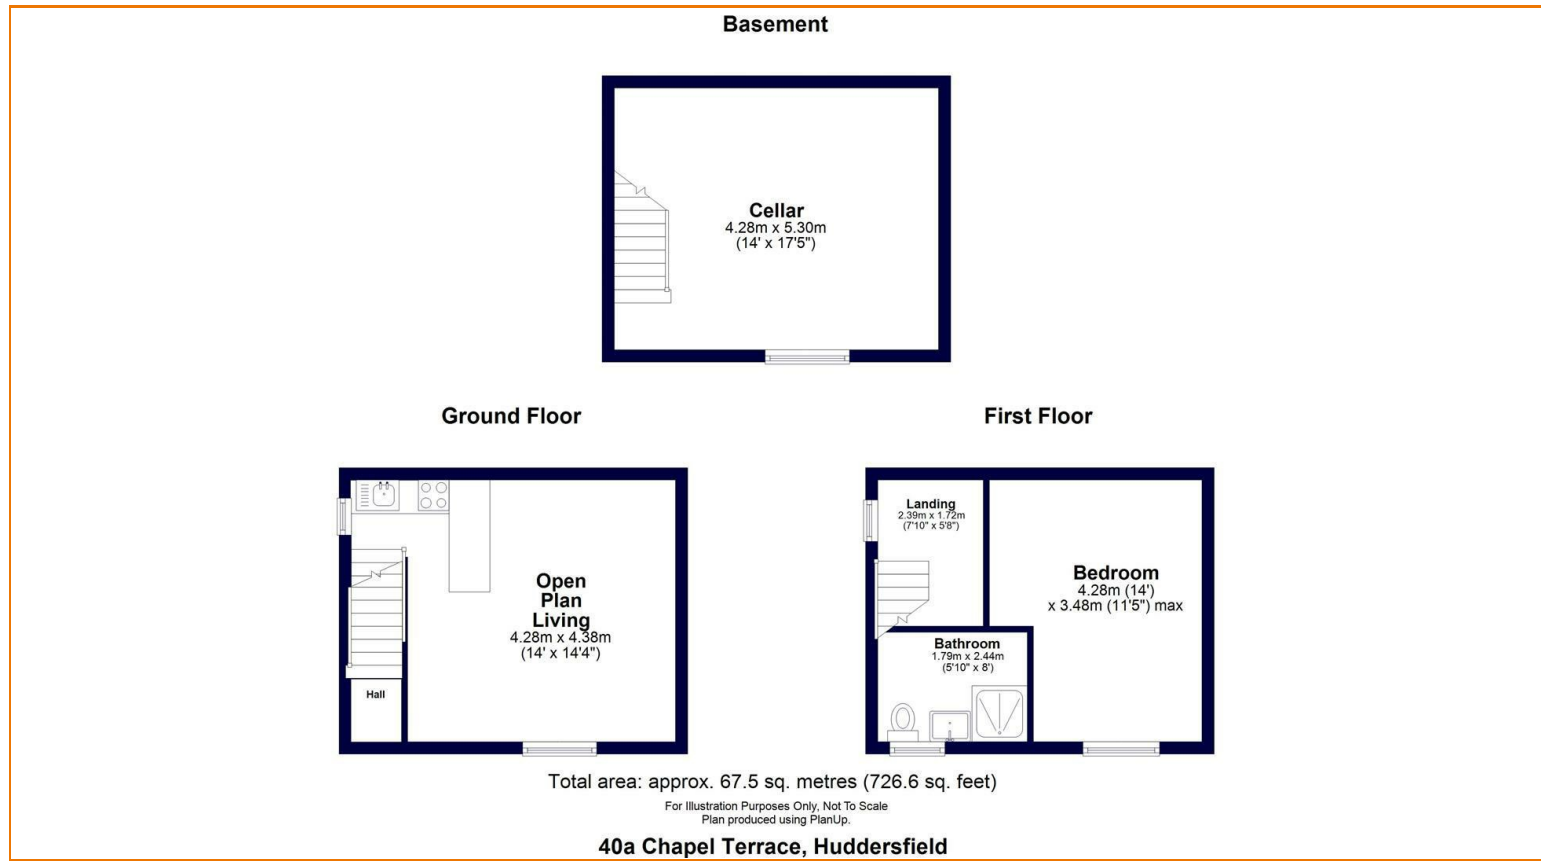 Basement
Cellar
4.28m x 5.30m
(14' x 17'5")
Ground Floor
First Floor
Open
Plan
Living
4.28m x 4.38m
(14' x 14'4")
Hall
Landing
2.39m x 1.72m
(7'10" x 5'8")
Bedroom
4.28m (14')
x 3.48m (11'5") max
Bathroom
1.79m x 2.44m
(5'10" x 8')
Total area: approx. 67.5 sq. metres (726.6 sq. feet)
For Illustration Purposes Only, Not To Scale
Plan produced using PlanUp.
40a Chapel Terrace, Huddersfield